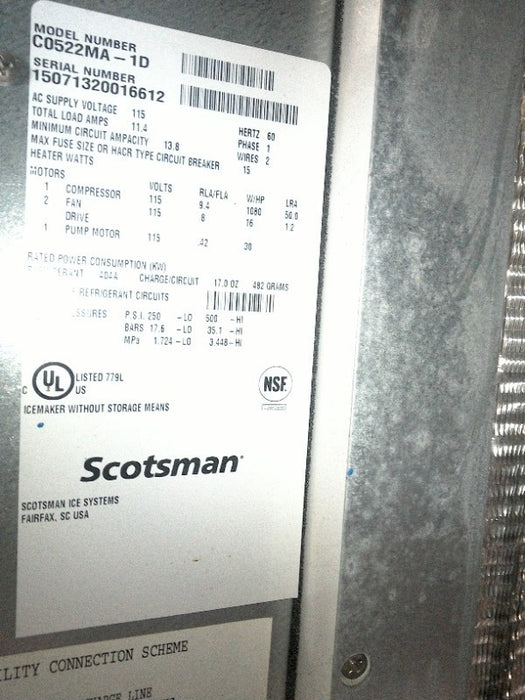 MODEL NUMBER
C0522MA-1D
SERIAL NUMBER
15071320016612
AC SUPPLY VOLTAGE 115 HERTZ 60
TOTAL LOAD AMPS 11.4 PHASE 1
MINIMUM CIRCUIT AMPACITY 13.8 WIRES 2
MAX FUSE SIZE OR HACR TYPE CIRCUIT BREAKER 15
HEATER WATTS
MOTORS VOLTS RLA/FLA W/HP LRA
1 COMPRESSOR 115 9.4 1080 50.0
2 FAN 115 .8 16 1.2
DRIVE
1 PUMP MOTOR 115 .42 30
RATED POWER CONSUMPTION (KW)
404A CHARGE/CIRCUIT 17.0 OZ 482 GRAMS
REFRIGERANT CIRCUITS
P.S.I. 250 -LO 500 -HI
BARS 17.6 -LO 35.1 -HI
MPa 1.724 -LO 3.448 -HI
C UL US LISTED 779L
NSF
ICEMAKER WITHOUT STORAGE MEANS
Scotsman
SCOTSMAN ICE SYSTEMS
FAIRFAX, SC USA
CONNECTION SCHEME
LINE